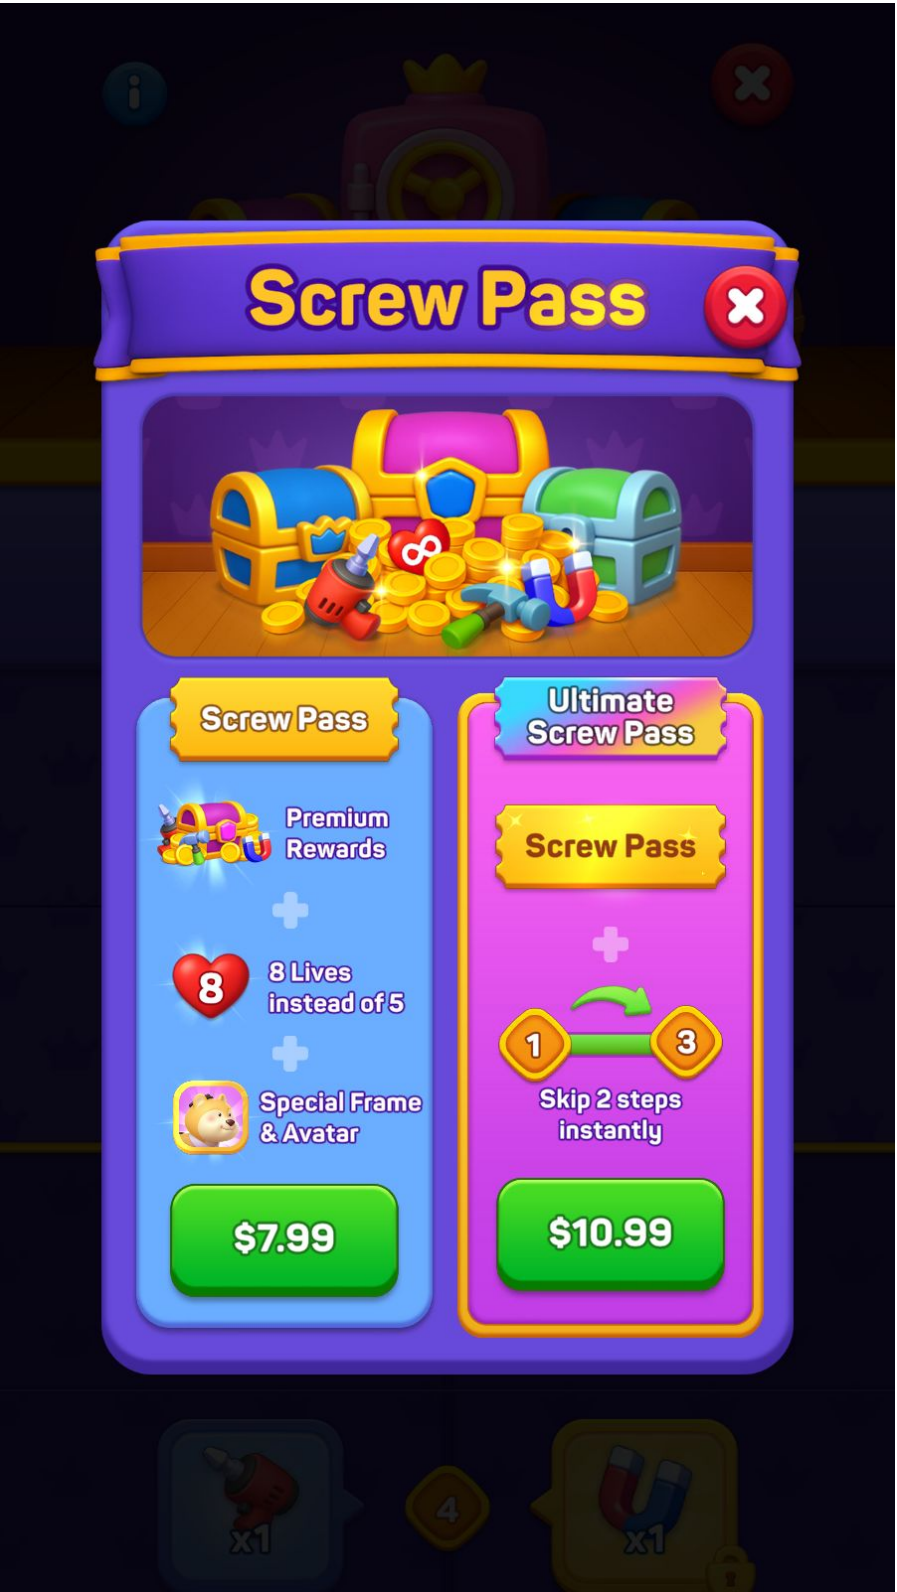 i
Screw Pass
Screw Pass
Premium
Rewards
8
8 Lives
instead of 5
Special Frame
& Avatar
$7.99
Ultimate
Screw Pass
Screw Pass
1
3
Skip 2 steps
instantly
$10.99
x1
4
x1